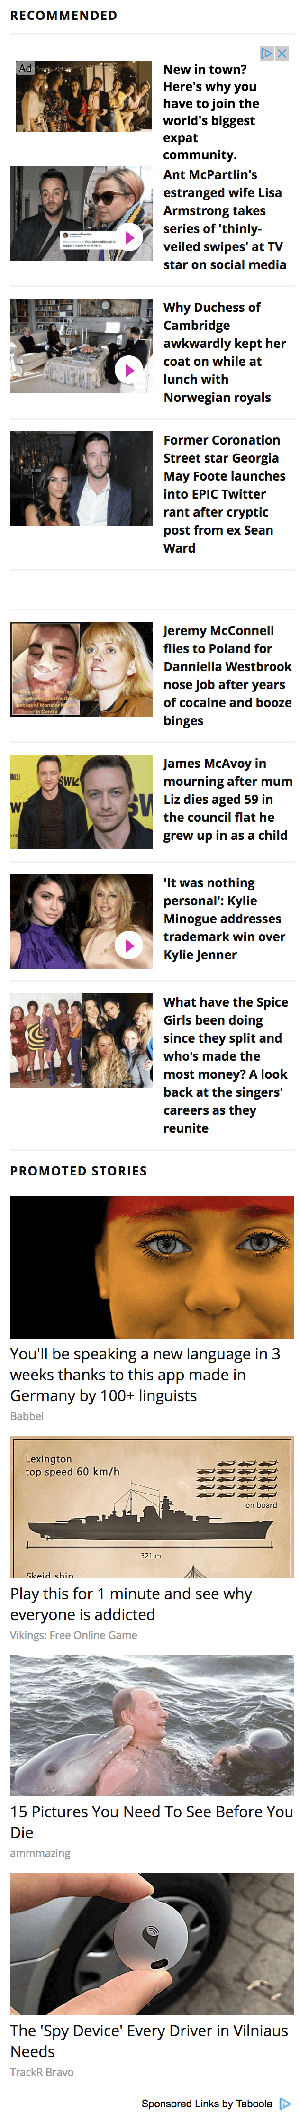 RECOMMENDED
Ad
New in town?
Here's why you
have to join the
world's biggest
expat
community.
Ant McPartlin's
estranged wife Lisa
Armstrong takes
series of 'thinly-
veiled swipes' at TV
star on social media
Why Duchess of
Cambridge
awkwardly kept her
coat on while at
lunch with
Norwegian royals
Former Coronation
Street star Georgia
May Foote launches
into EPIC Twitter
rant after cryptic
post from ex Sean
Ward
Jeremy McConnell
flies to Poland for
Danniella Westbrook
nose job after years
of cocaine and booze
binges
James McAvoy in
mourning after mum
Liz dies aged 59 in
the council flat he
grew up in as a child
'It was nothing
personal': Kylie
Minogue addresses
trademark win over
Kylie Jenner
What have the Spice
Girls been doing
since they split and
who's made the
most money? A look
back at the singers'
careers as they
reunite
PROMOTED STORIES
You'll be speaking a new language in 3
weeks thanks to this app made in
Germany by 100+ linguists
Babbel
Lexington
top speed 60 km/h
on board
321 m
Skeid ship
Play this for 1 minute and see why
everyone is addicted
Vikings: Free Online Game
15 Pictures You Need To See Before You
Die
ammmazing
The 'Spy Device' Every Driver in Vilniaus
Needs
TrackR Bravo
Sponsored Links by Taboola